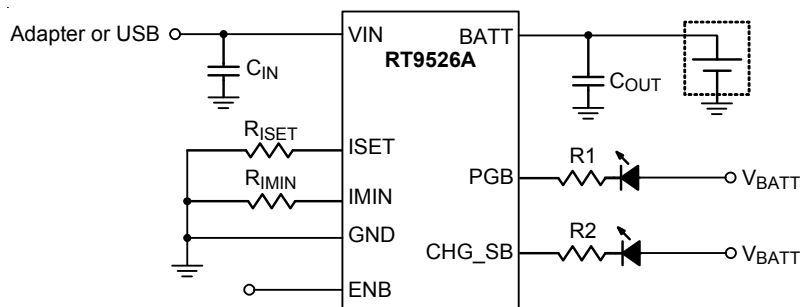 Adapter or USB
VIN
BATT
RT9526A
CIN
COUT
RISET
ISET
R1
PGB
VBATT
RIMIN
IMIN
GND
R2
CHG_SB
VBATT
ENB